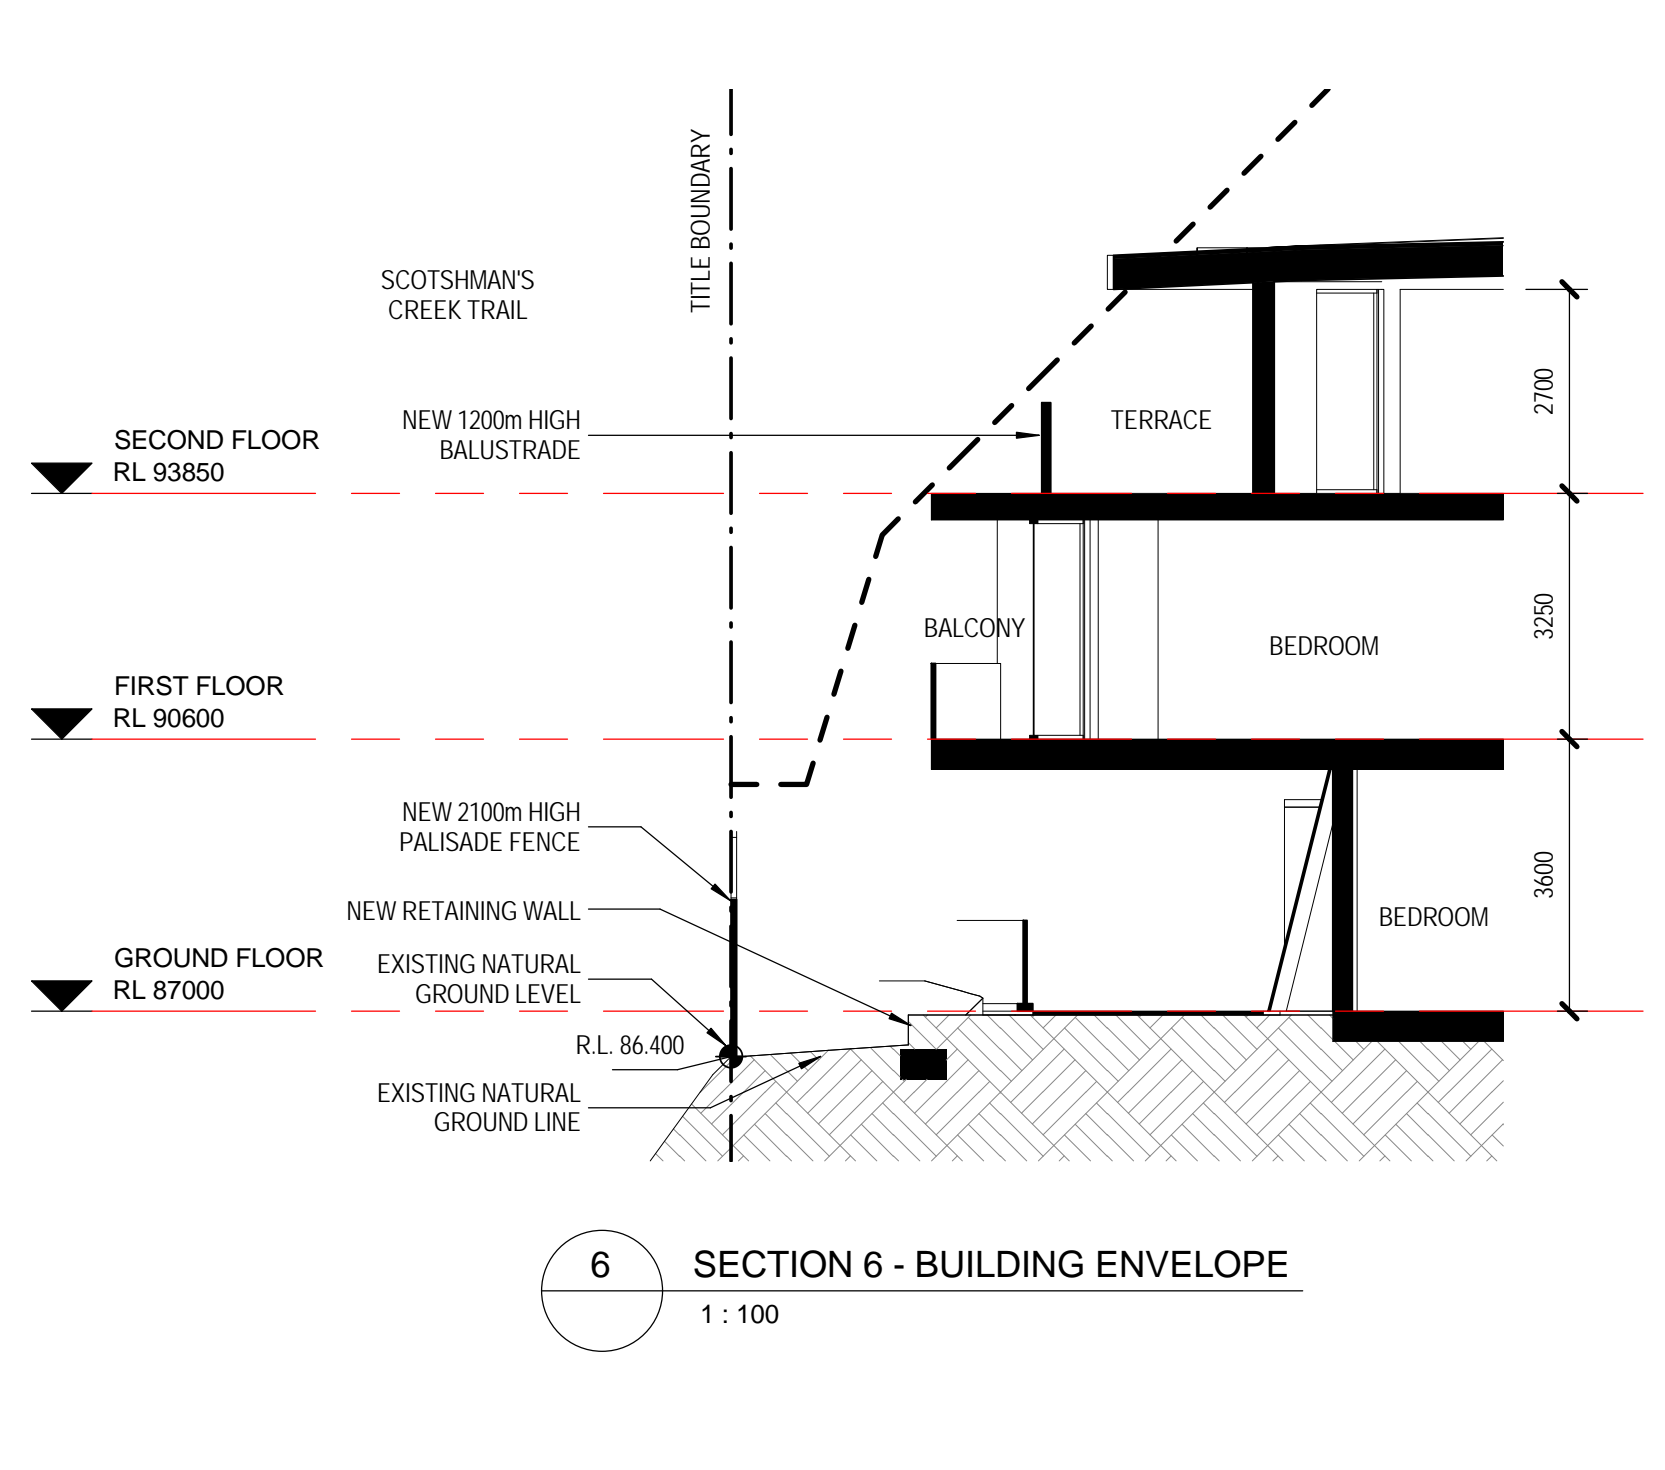 TITLE BOUNDARY
SCOTSHMAN'S
CREEK TRAIL
NEW 1200m HIGH
BALUSTRADE
TERRACE
2700
SECOND FLOOR
RL 93850
BALCONY
BEDROOM
3250
FIRST FLOOR
RL 90600
NEW 2100m HIGH
PALISADE FENCE
NEW RETAINING WALL
BEDROOM
3600
GROUND FLOOR
RL 87000
EXISTING NATURAL
GROUND LEVEL
R.L. 86.400
EXISTING NATURAL
GROUND LINE
6
SECTION 6 - BUILDING ENVELOPE
1 : 100